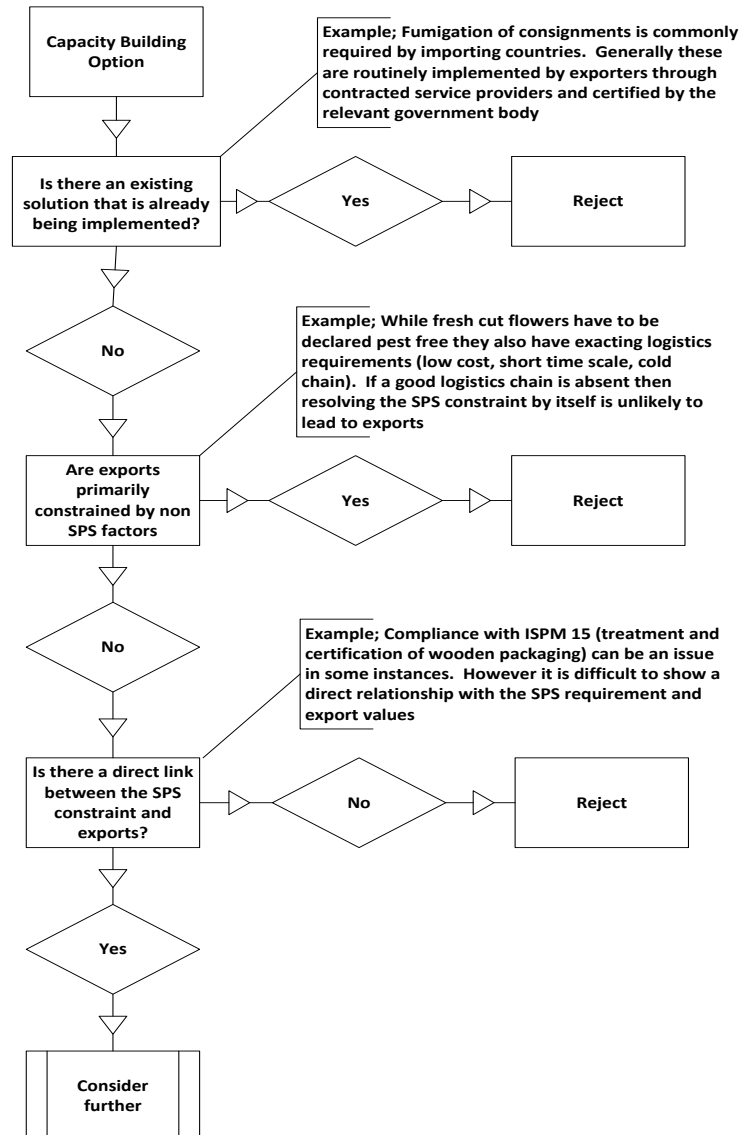 Capacity Building
Option
Example; Fumigation of consignments is commonly
required by importing countries.  Generally these
are routinely implemented by exporters through
contracted service providers and certified by the
relevant government body
Is there an existing
solution that is already
being implemented?
Yes
Reject
No
Example; While fresh cut flowers have to be
declared pest free they also have exacting logistics
requirements (low cost, short time scale, cold
chain).  If a good logistics chain is absent then
resolving the SPS constraint by itself is unlikely to
lead to exports
Are exports
primarily
constrained by non
SPS factors
Yes
Reject
No
Example; Compliance with ISPM 15 (treatment and
certification of wooden packaging) can be an issue
in some instances.  However it is difficult to show a
direct relationship with the SPS requirement and
export values
Is there a direct link
between the SPS
constraint and
exports?
No
Reject
Yes
Consider
further